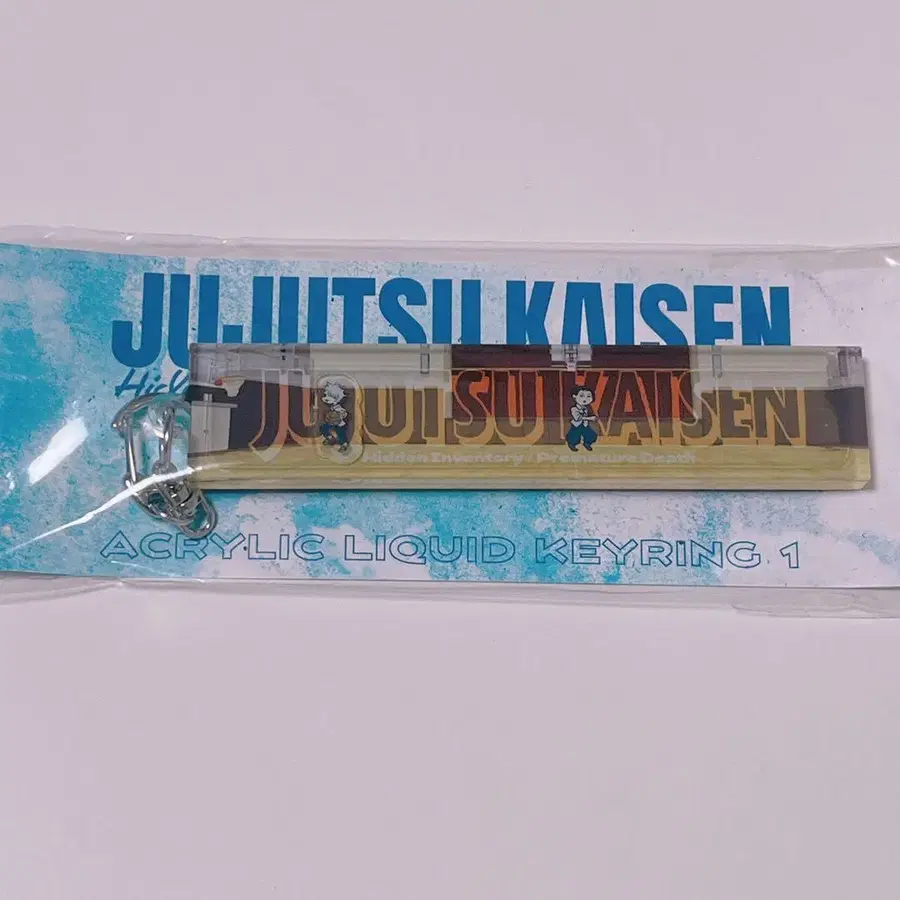 JUJUTSU KAISEN
JUJUTSU KAISEN
Hidden Inventory / Premature Death
ACRYLIC LIQUID KEYRING 1